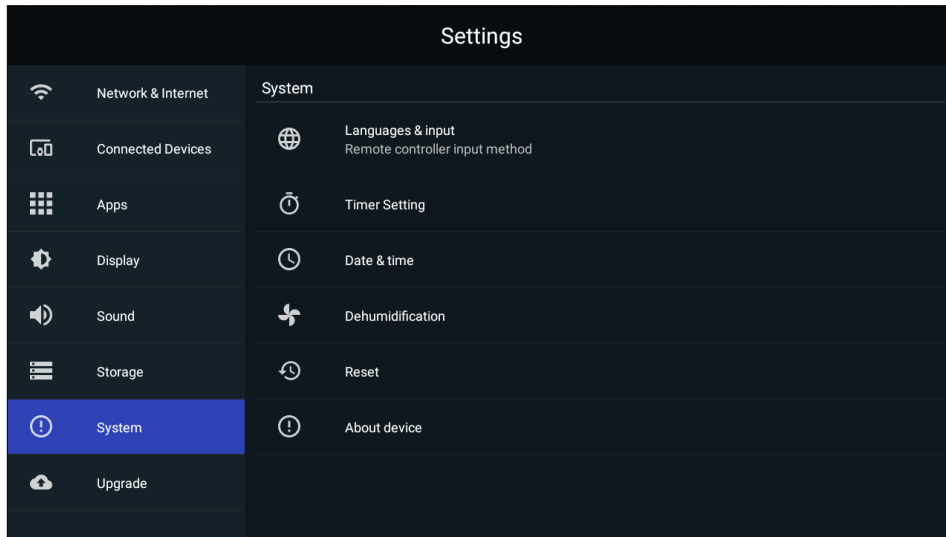 Settings
Network & Internet
Connected Devices
Apps
Display
Sound
Storage
System
Upgrade
System
Languages & input
Remote controller input method
Timer Setting
Date & time
Dehumidification
Reset
About device